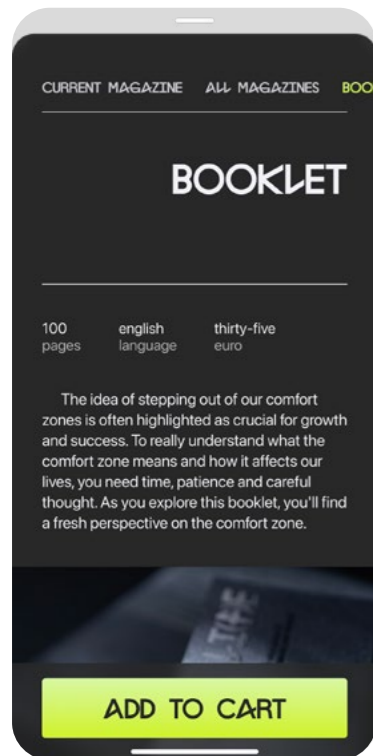 CURRENT MAGAZINE ALL MAGAZINES BOO
BOOKLET
100 english thirty-five
pages language euro
The idea of stepping out of our comfort
zones is often highlighted as crucial for growth
and success. To really understand what the
comfort zone means and how it affects our
lives, you need time, patience and careful
thought. As you explore this booklet, you'll find
a fresh perspective on the comfort zone.
ADD TO CART